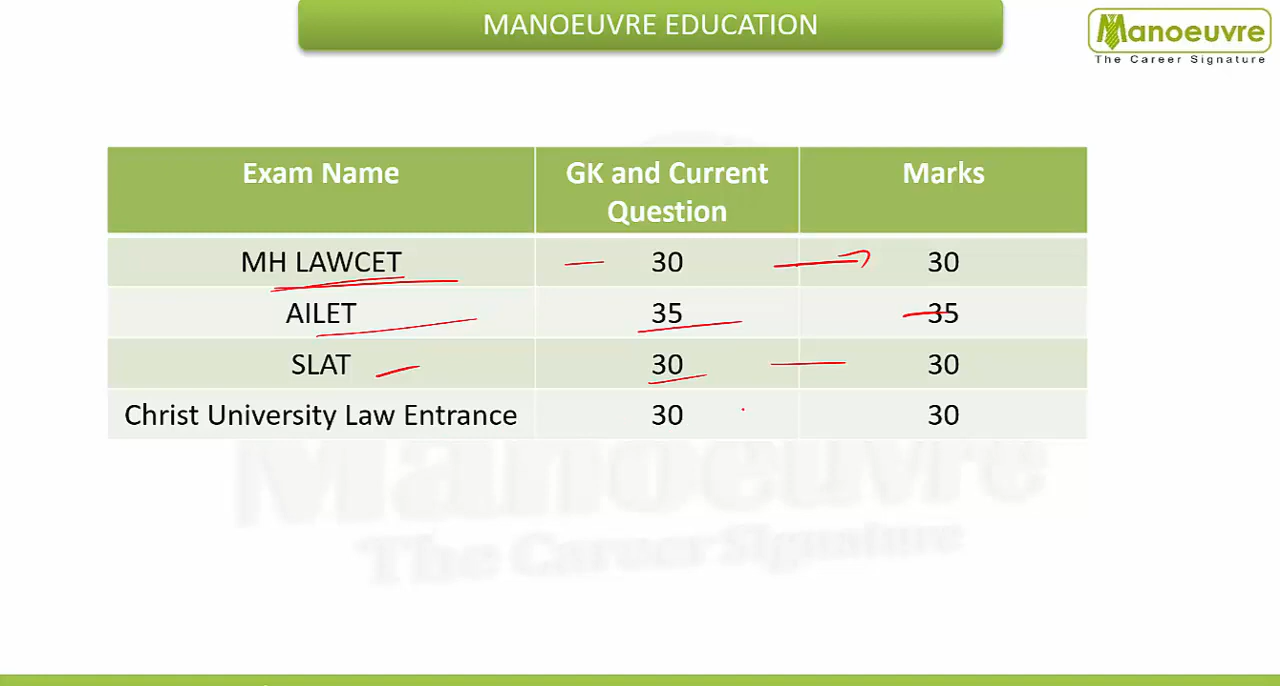 MANOEUVRE EDUCATION
Manoeuvre
The Career Signature
Exam Name
GK and Current
Question
Marks
MH LAWCET
30
30
AILET
35
35
SLAT
30
30
Christ University Law Entrance
30
30
Manoeuvre
The Career Signature